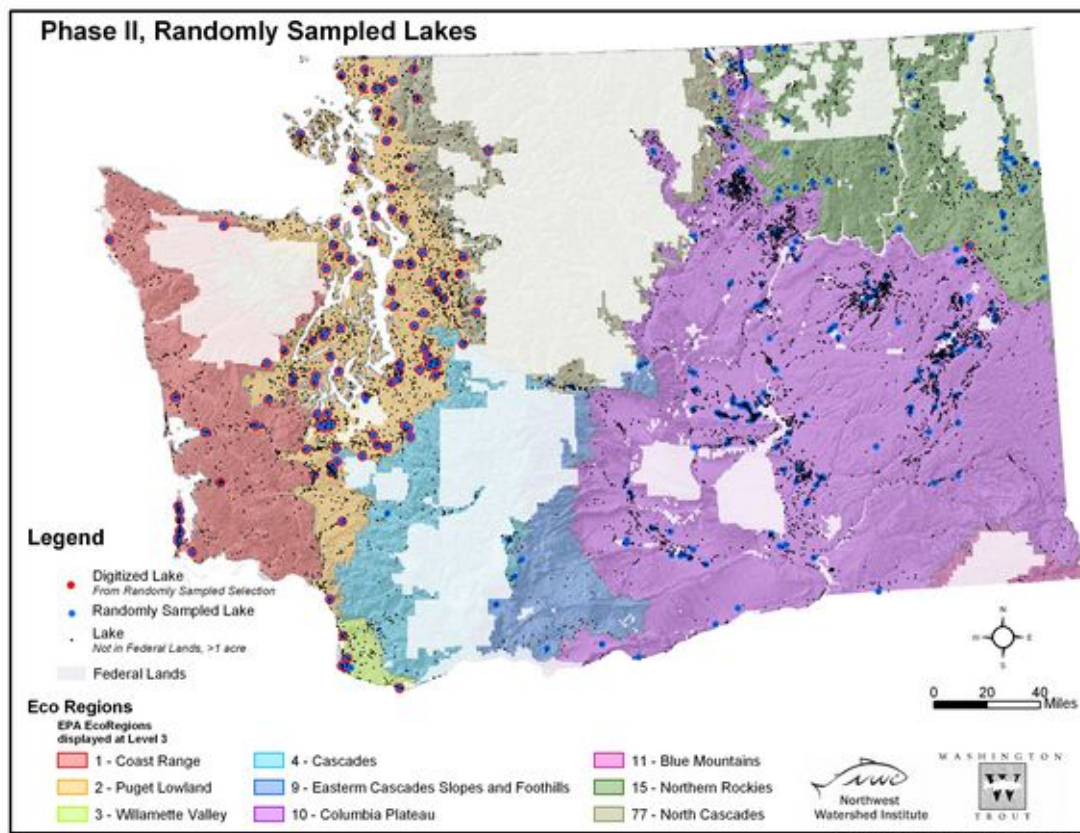 Phase II, Randomly Sampled Lakes
Legend
Digitized Lake
From Randomly Sampled Selection
Randomly Sampled Lake
Lake
Not in Federal Lands, >1 acre
Federal Lands
N
E
S
0 20 40
Miles
Eco Regions
EPA EcoRegions
displayed at Level 3
1 - Coast Range
2 - Puget Lowland
3 - Willamette Valley
4 - Cascades
9 - Eastern Cascades Slopes and Foothills
10 - Columbia Plateau
11 - Blue Mountains
15 - Northern Rockies
77 - North Cascades
NWC
Northwest
Watershed Institute
WASHINGTON
TROUT